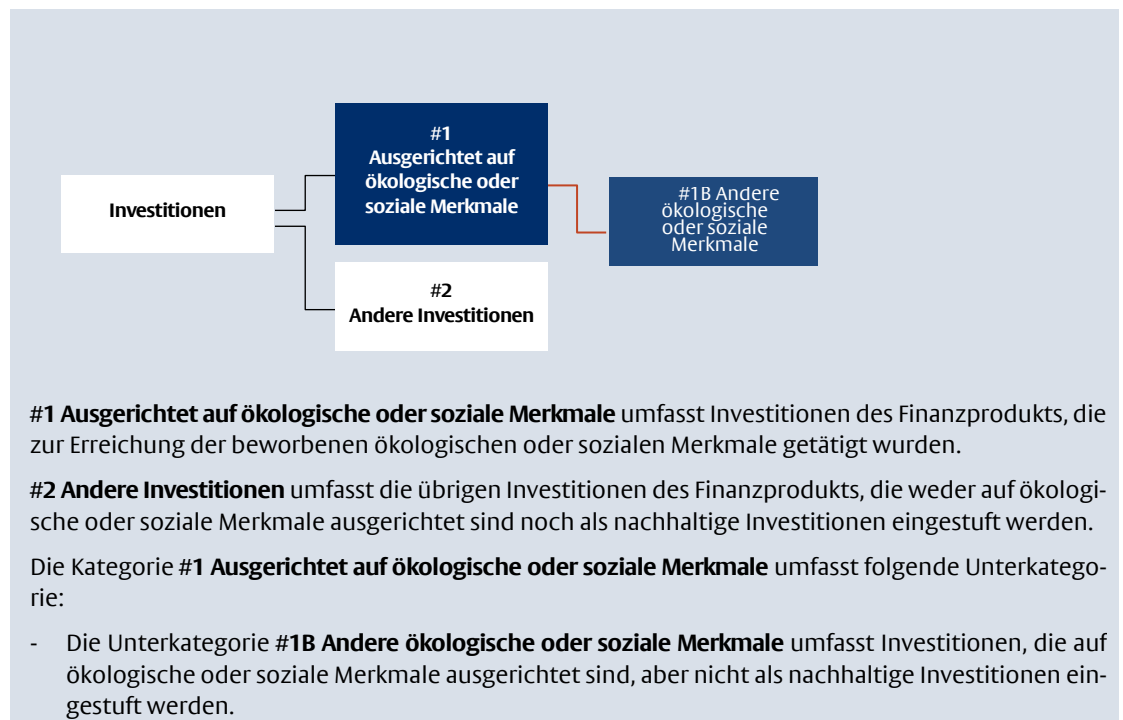 #1
Ausgerichtet auf
ökologische oder
soziale Merkmale
Investitionen
#1B Andere
ökologische
oder soziale
Merkmale
#2
Andere Investitionen
#1 Ausgerichtet auf ökologische oder soziale Merkmale umfasst Investitionen des Finanzprodukts, die
zur Erreichung der beworbenen ökologischen oder sozialen Merkmale getätigt wurden.
#2 Andere Investitionen umfasst die übrigen Investitionen des Finanzprodukts, die weder auf ökologi-
sche oder soziale Merkmale ausgerichtet sind noch als nachhaltige Investitionen eingestuft werden.
Die Kategorie #1 Ausgerichtet auf ökologische oder soziale Merkmale umfasst folgende Unterkatego-
rie:
- Die Unterkategorie #1B Andere ökologische oder soziale Merkmale umfasst Investitionen, die auf
ökologische oder soziale Merkmale ausgerichtet sind, aber nicht als nachhaltige Investitionen ein-
gestuft werden.